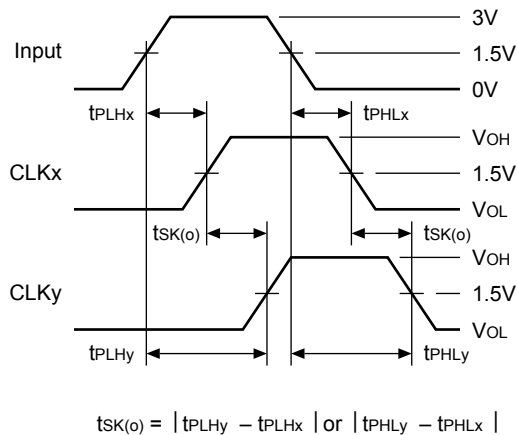 3V
Input
1.5V
0V
tPLHx
tPHLx
VOH
CLKx
1.5V
VOL
tSK(o)
tSK(o)
VOH
CLKy
1.5V
VOL
tPLHy
tPHLy
tSK(o) = | tPLHy – tPLHx | or | tPHLy – tPHLx |